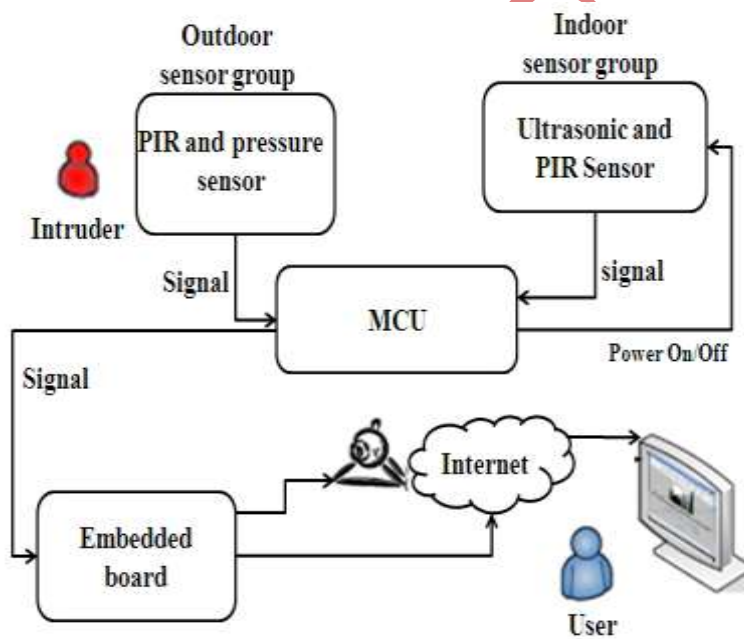 Outdoor
sensor group
Indoor
sensor group
PIR and pressure
sensor
Ultrasonic and
PIR Sensor
Intruder
Signal
signal
MCU
Power On/Off
Signal
Internet
Embedded
board
User